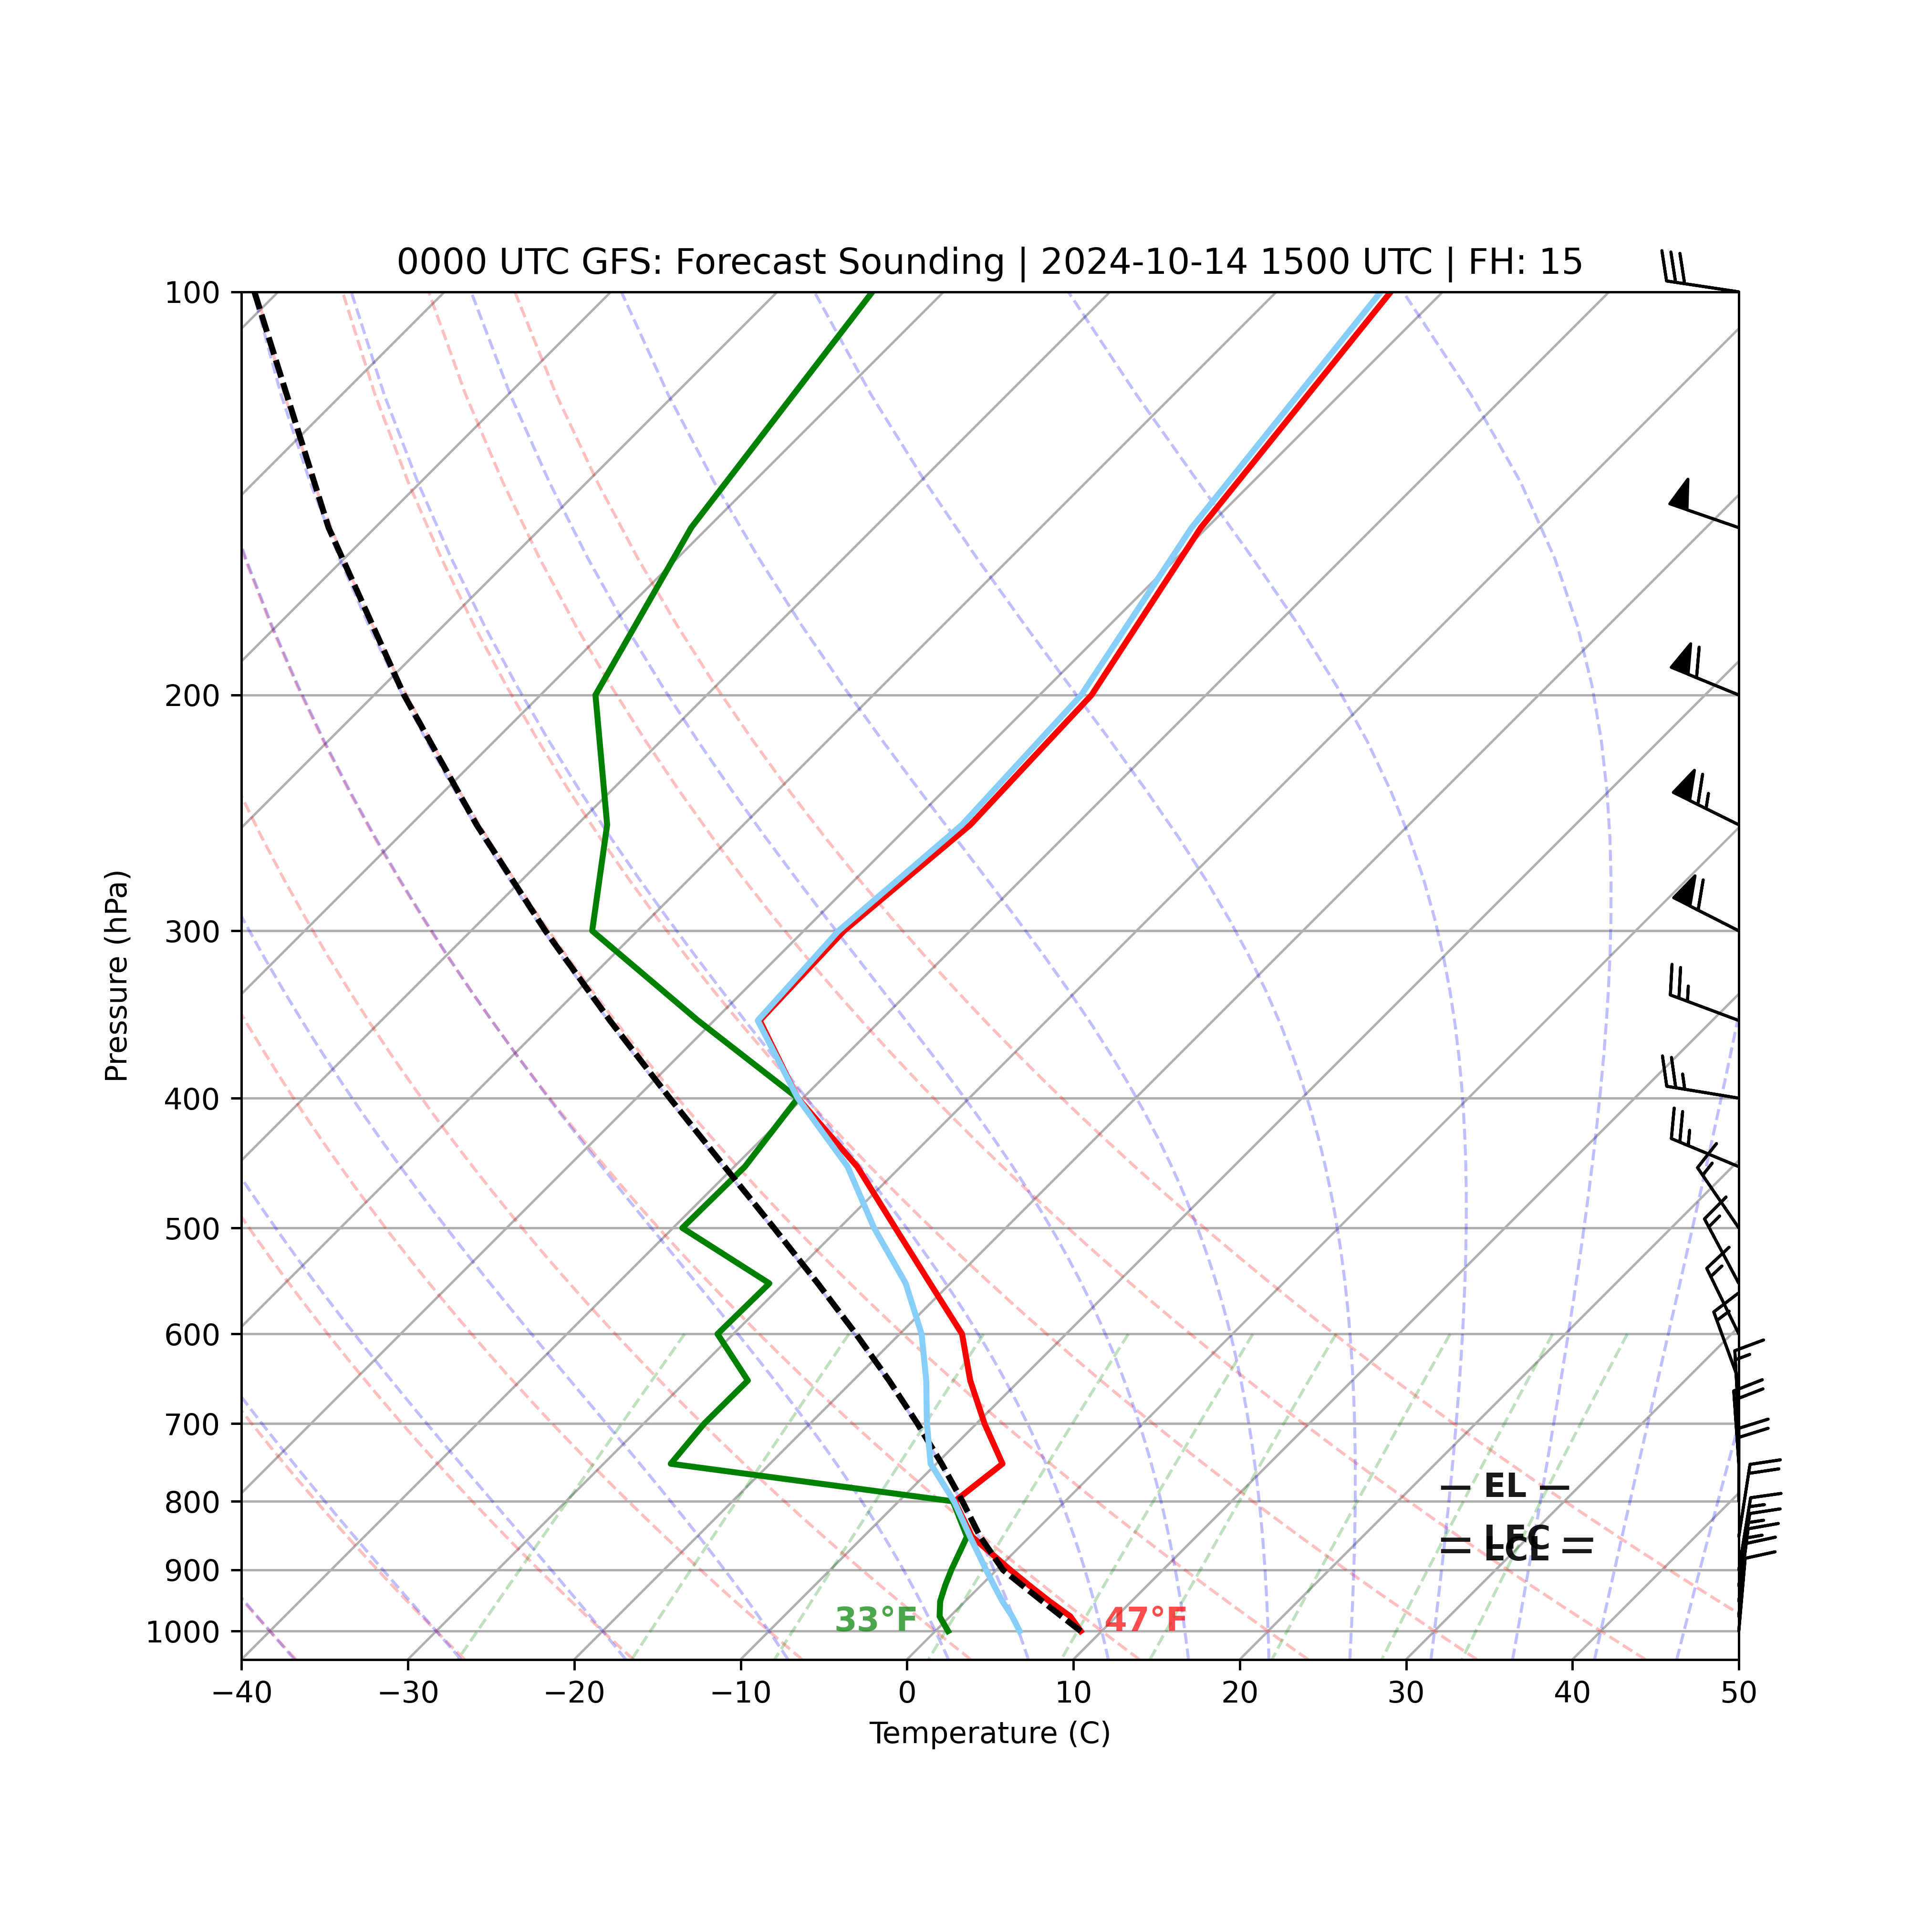 0000 UTC GFS: Forecast Sounding | 2024-10-14 1500 UTC | FH: 15
100
200
300
400
500
600
700
800
900
1000
Pressure (hPa)
— EL —
— LFC —
— LCL —
33°F
47°F
−40 −30 −20 −10 0 10 20 30 40 50
Temperature (C)